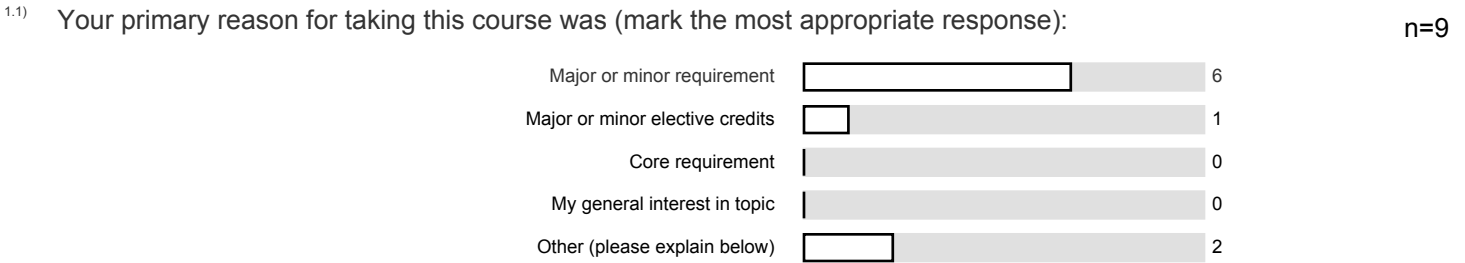 1.1) Your primary reason for taking this course was (mark the most appropriate response): n=9
Major or minor requirement 6
Major or minor elective credits 1
Core requirement 0
My general interest in topic 0
Other (please explain below) 2